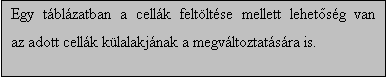 Egy táblázatban a cellák feltöltése mellett lehetőség van
az adott cellák külalakjának a megváltoztatására is.